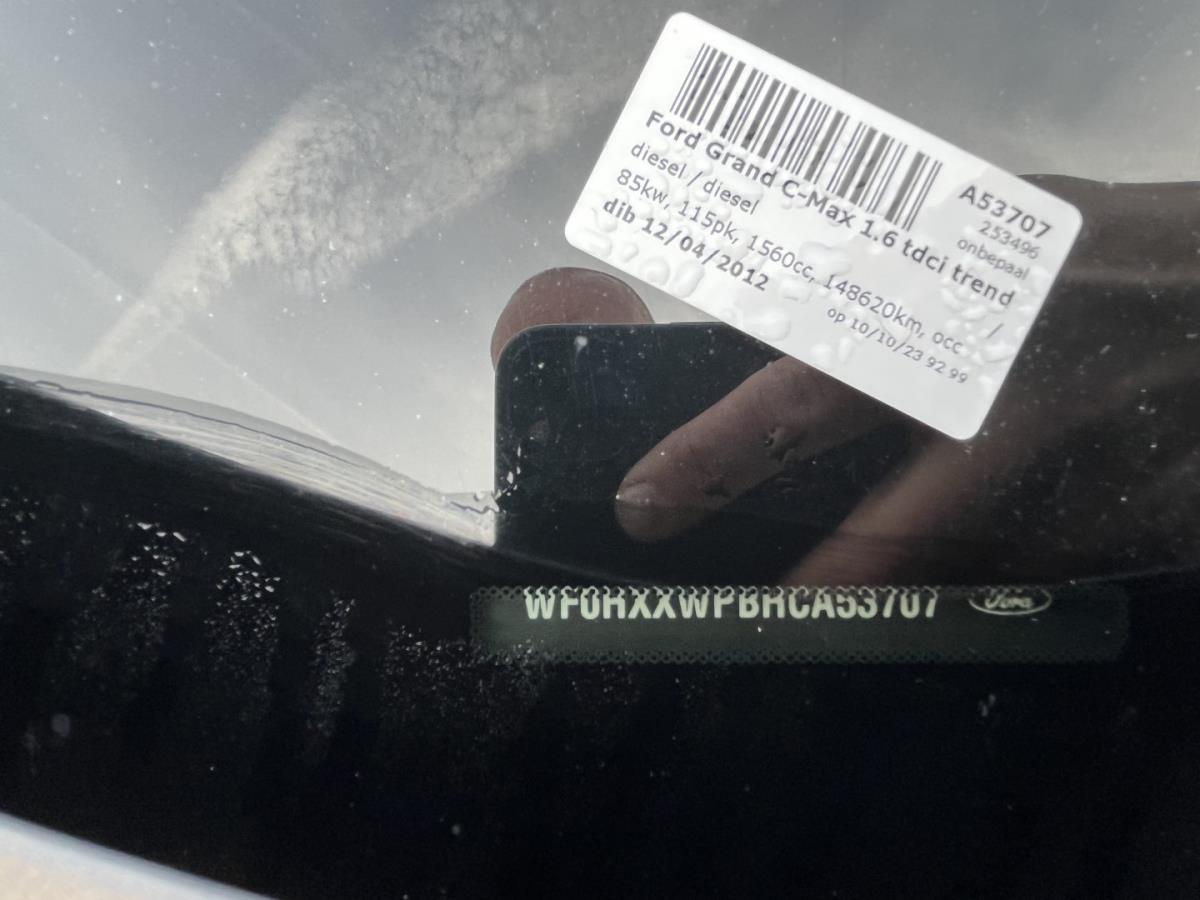 A53707
253496
onbepaal
Ford Grand C-Max 1.6 tdci trend
diesel / diesel /
85kw, 115pk, 1560cc, 148620km, occ
dib 12/04/2012
op 10/10/23 92 99
WF0HXXWPBHCA53707
Ford